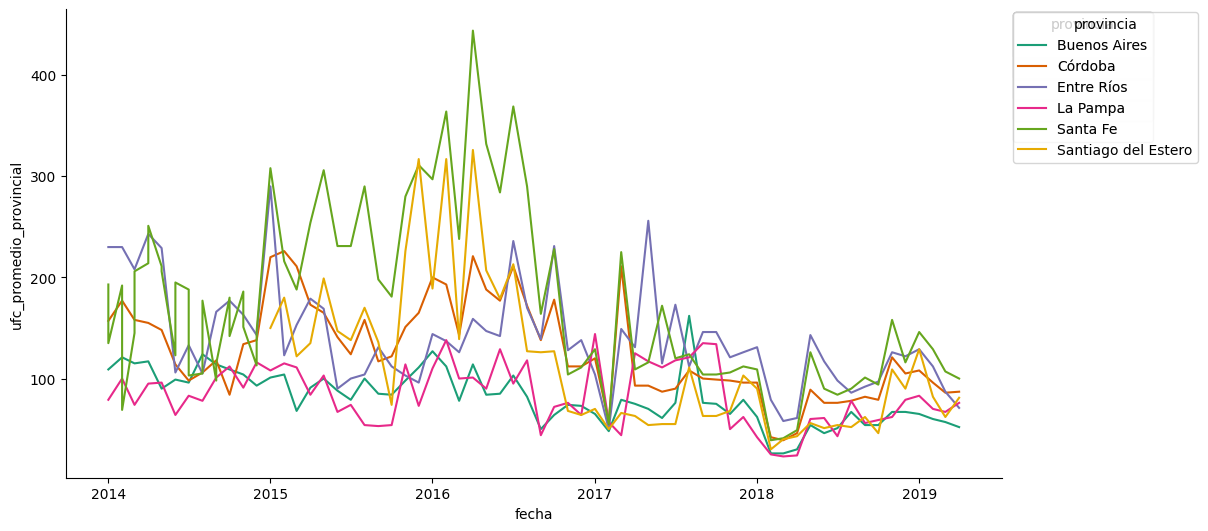 provincia
Buenos Aires
Córdoba
Entre Ríos
La Pampa
Santa Fe
Santiago del Estero
400
300
200
100
ufc_promedio_provincial
2014 2015 2016 2017 2018 2019
fecha